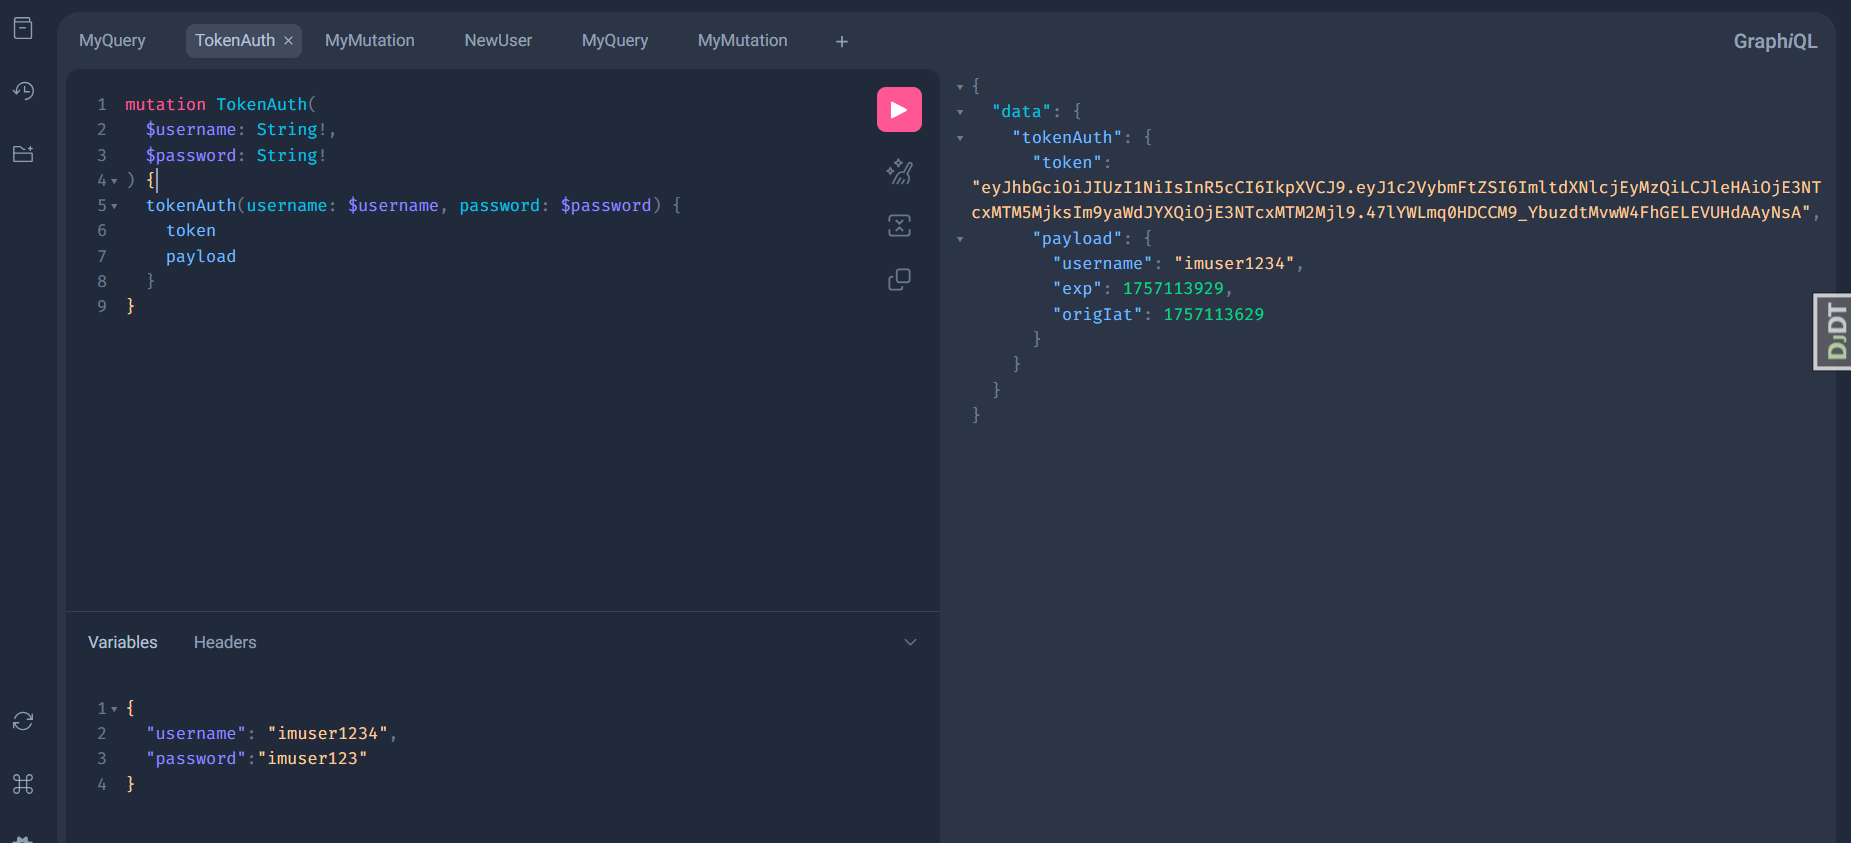 MyQuery TokenAuth × MyMutation NewUser MyQuery MyMutation + GraphiQL
1 mutation TokenAuth(
2 $username: String!,
3 $password: String!
4 ) {
5 tokenAuth(username: $username, password: $password) {
6 token
7 payload
8 }
9 }
Variables Headers
1 {
2 "username": "imuser1234",
3 "password":"imuser123"
4 }
{
"data": {
"tokenAuth": {
"token":
"eyJhbGciOiJIUzI1NiIsInR5cCI6IkpXVCJ9.eyJ1c2VybmFtZSI6ImltdXNlcjEyMzQiLCJleHAiOjE3NT
cxMTM5MjksIm9yaWdJYXQiOjE3NTcxMTM2Mjl9.47lYWLmq0HDCCM9_YbuzdtMvwW4FhGELEVUHdAAyNsA",
"payload": {
"username": "imuser1234",
"exp": 1757113929,
"origIat": 1757113629
}
}
}
}
DJDT